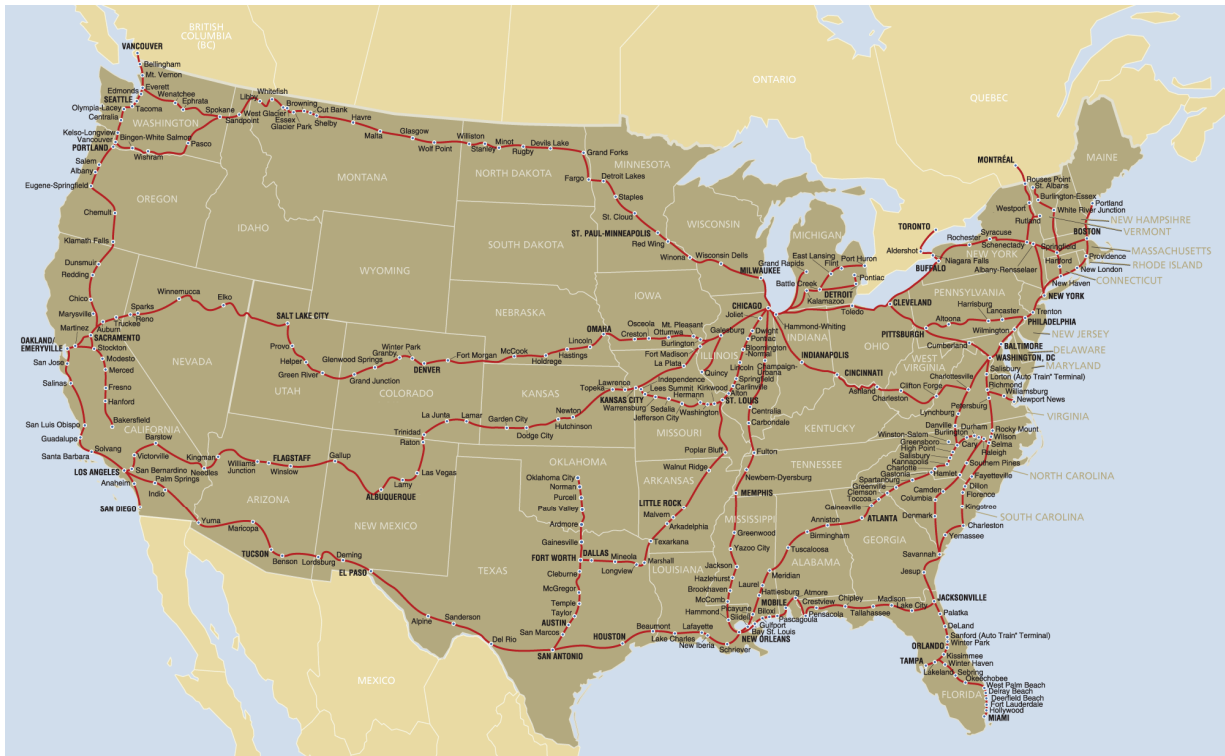 BRITISH
COLUMBIA
(BC)
ONTARIO
QUEBEC
VANCOUVER
Bellingham
Mt. Vernon
Everett
Edmonds
SEATTLE
Wenatchee
Ephrata
Spokane
Tacoma
Olympia-Lacey
Centralia
WASHINGTON
Sandpoint
Kelso-Longview
Vancouver
Bingen-White Salmon
Pasco
PORTLAND
Wishram
Salem
Albany
Eugene-Springfield
OREGON
Chemult
Klamath Falls
Libby
Whitefish
West Glacier
Essex
Glacier Park
Browning
Cut Bank
Shelby
Havre
Malta
Glasgow
Wolf Point
Williston
Stanley
Minot
Rugby
Devils Lake
Grand Forks
Fargo
Detroit Lakes
Staples
St. Cloud
ST. PAUL-MINNEAPOLIS
Red Wing
Winona
Wisconsin Dells
MILWAUKEE
MONTANA
NORTH DAKOTA
MINNESOTA
IDAHO
SOUTH DAKOTA
WISCONSIN
WYOMING
IOWA
NEBRASKA
MICHIGAN
Dunsmuir
Redding
Chico
Marysville
Martinez
Auburn
Truckee
Reno
Sparks
Winnemucca
Elko
SACRAMENTO
OAKLAND/
EMERYVILLE
Stockton
San Jose
Modesto
Merced
Salinas
Fresno
Hanford
Bakersfield
NEVADA
CALIFORNIA
San Luis Obispo
Guadalupe
Solvang
Santa Barbara
LOS ANGELES
Anaheim
SAN DIEGO
Barstow
Victorville
San Bernardino
Palm Springs
Indio
Needles
Kingman
Williams
Junction
FLAGSTAFF
Winslow
Gallup
ALBUQUERQUE
Lamy
Las Vegas
Raton
Trinidad
La Junta
Lamar
Garden City
Dodge City
Hutchinson
Newton
Topeka
Lawrence
KANSAS CITY
SALT LAKE CITY
Provo
Helper
Green River
Grand Junction
Glenwood Springs
Granby
Winter Park
DENVER
Fort Morgan
McCook
Holdrege
Hastings
Lincoln
OMAHA
Creston
Osceola
Ottumwa
Mt. Pleasant
Burlington
Galesburg
Fort Madison
La Plata
Quincy
UTAH
COLORADO
KANSAS
ILLINOIS
MISSOURI
ARIZONA
NEW MEXICO
OKLAHOMA
ARKANSAS
TEXAS
LOUISIANA
MISSISSIPPI
MEXICO
Yuma
Maricopa
TUCSON
Benson
Lordsburg
Deming
EL PASO
Alpine
Sanderson
Del Rio
SAN ANTONIO
San Marcos
AUSTIN
Taylor
Temple
McGregor
Cleburne
FORT WORTH
DALLAS
Mineola
Longview
Marshall
Texarkana
Arkadelphia
Malvern
LITTLE ROCK
Walnut Ridge
Poplar Bluff
Oklahoma City
Norman
Purcell
Pauls Valley
Ardmore
Gainesville
HOUSTON
Beaumont
Lake Charles
Lafayette
New Iberia
Schriever
NEW ORLEANS
Independence
Lees Summit
Warrensburg
Sedalia
Jefferson City
Hermann
Washington
Kirkwood
ST. LOUIS
Alton
Carlinville
Springfield
Lincoln
Bloomington
Normal
Pontiac
Dwight
Joliet
CHICAGO
Champaign-
Urbana
Centralia
Carbondale
Fulton
Newbern-Dyersburg
MEMPHIS
Greenwood
Yazoo City
Jackson
Hazlehurst
Brookhaven
McComb
Hammond
Picayune
Slidell
Laurel
Hattiesburg
Meridian
Tuscaloosa
Birmingham
Anniston
ATLANTA
MOBILE
Biloxi
Gulfport
Bay St. Louis
Pascagoula
Atmore
Pensacola
Crestview
Chipley
Tallahassee
Madison
Lake City
JACKSONVILLE
Palatka
DeLand
Sanford (Auto Train® Terminal)
Winter Park
ORLANDO
Kissimmee
Winter Haven
TAMPA
Lakeland
Sebring
Okeechobee
West Palm Beach
Delray Beach
Deerfield Beach
Fort Lauderdale
Hollywood
MIAMI
FLORIDA
ALABAMA
GEORGIA
TENNESSEE
KENTUCKY
INDIANA
OHIO
WEST
VIRGINIA
Grand Rapids
East Lansing
Flint
Port Huron
Pontiac
Battle Creek
Kalamazoo
DETROIT
Toledo
Hammond-Whiting
INDIANAPOLIS
CINCINNATI
Ashland
Charleston
Clifton Forge
Charlottesville
CLEVELAND
PITTSBURGH
Altoona
Harrisburg
Lancaster
Cumberland
PENNSYLVANIA
TORONTO
Aldershot
Niagara Falls
BUFFALO
Rochester
Syracuse
Schenectady
NEW YORK
Albany-Rensselaer
MONTRÉAL
Rouses Point
St. Albans
Burlington-Essex
Westport
Rutland
White River Junction
MAINE
Portland
NEW HAMPSIHRE
VERMONT
BOSTON
MASSACHUSETTS
Springfield
Providence
RHODE ISLAND
Hartford
New London
CONNECTICUT
New Haven
NEW YORK
Trenton
PHILADELPHIA
NEW JERSEY
Wilmington
BALTIMORE
DELAWARE
WASHINGTON, DC
MARYLAND
Salisbury
Lorton (Auto Train® Terminal)
Richmond
Williamsburg
Newport News
VIRGINIA
Petersburg
Lynchburg
Danville
Burlington
Durham
Rocky Mount
Wilson
Winston-Salem
Greensboro
High Point
Cary
Selma
Raleigh
Salisbury
Kannapolis
Charlotte
Gastonia
Spartanburg
Greenville
Clemson
Toccoa
Gainesville
Southern Pines
NORTH CAROLINA
Hamlet
Fayetteville
Camden
Dillon
Columbia
Florence
Kingstree
SOUTH CAROLINA
Denmark
Charleston
Yemassee
Savannah
Jesup